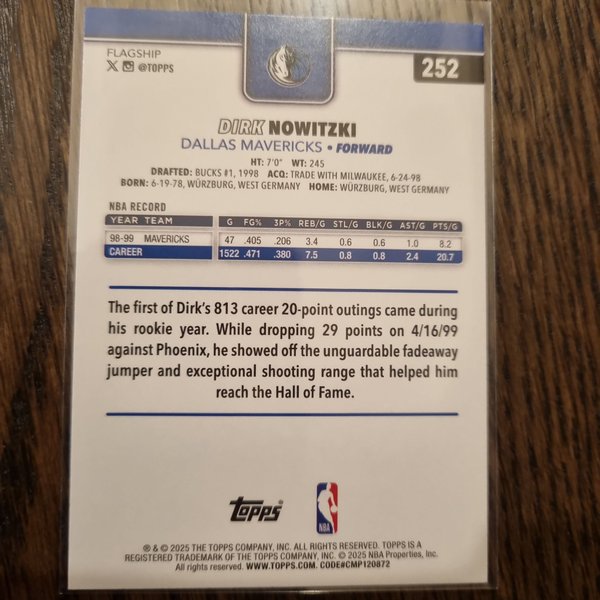 FLAGSHIP
X @TOPPS
252
DIRK NOWITZKI
DALLAS MAVERICKS • FORWARD
HT: 7'0" WT: 245
DRAFTED: BUCKS #1, 1998 ACQ: TRADE WITH MILWAUKEE, 6-24-98
BORN: 6-19-78, WÜRZBURG, WEST GERMANY HOME: WÜRZBURG, WEST GERMANY
NBA RECORD
YEAR TEAM G FG% 3P% REB/G STL/G BLK/G AST/G PTS/G
98-99 MAVERICKS 47 .405 .206 3.4 0.6 0.6 1.0 8.2
CAREER 1522 .471 .380 7.5 0.8 0.8 2.4 20.7
The first of Dirk's 813 career 20-point outings came during
his rookie year. While dropping 29 points on 4/16/99
against Phoenix, he showed off the unguardable fadeaway
jumper and exceptional shooting range that helped him
reach the Hall of Fame.
Topps®
NBA
® & © 2025 THE TOPPS COMPANY, INC. ALL RIGHTS RESERVED. TOPPS IS A
REGISTERED TRADEMARK OF THE TOPPS COMPANY, INC. © 2025 NBA Properties, Inc.
All rights reserved. WWW.TOPPS.COM. CODE#CMP120872